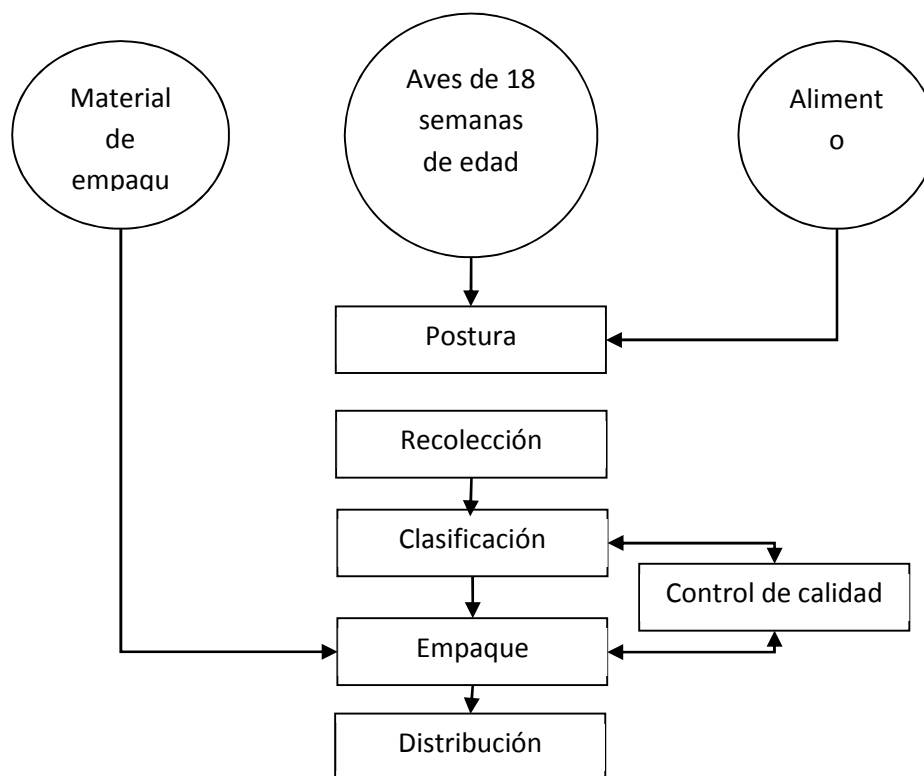 Material
de
empaqu
Aves de 18
semanas
de edad
Aliment
o
Postura
Recolección
Clasificación
Control de calidad
Empaque
Distribución